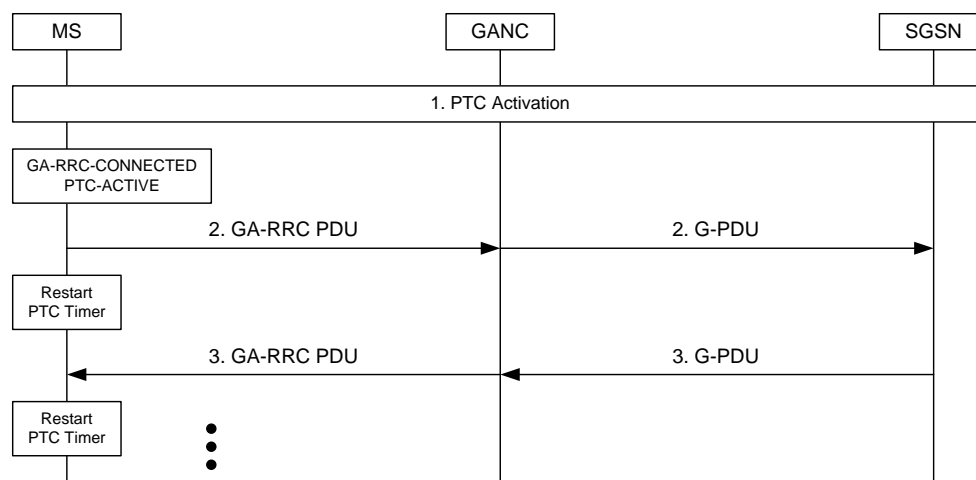 MS
GANC
SGSN
1. PTC Activation
GA-RRC-CONNECTED
PTC-ACTIVE
2. GA-RRC PDU
2. G-PDU
Restart
PTC Timer
3. GA-RRC PDU
3. G-PDU
Restart
PTC Timer